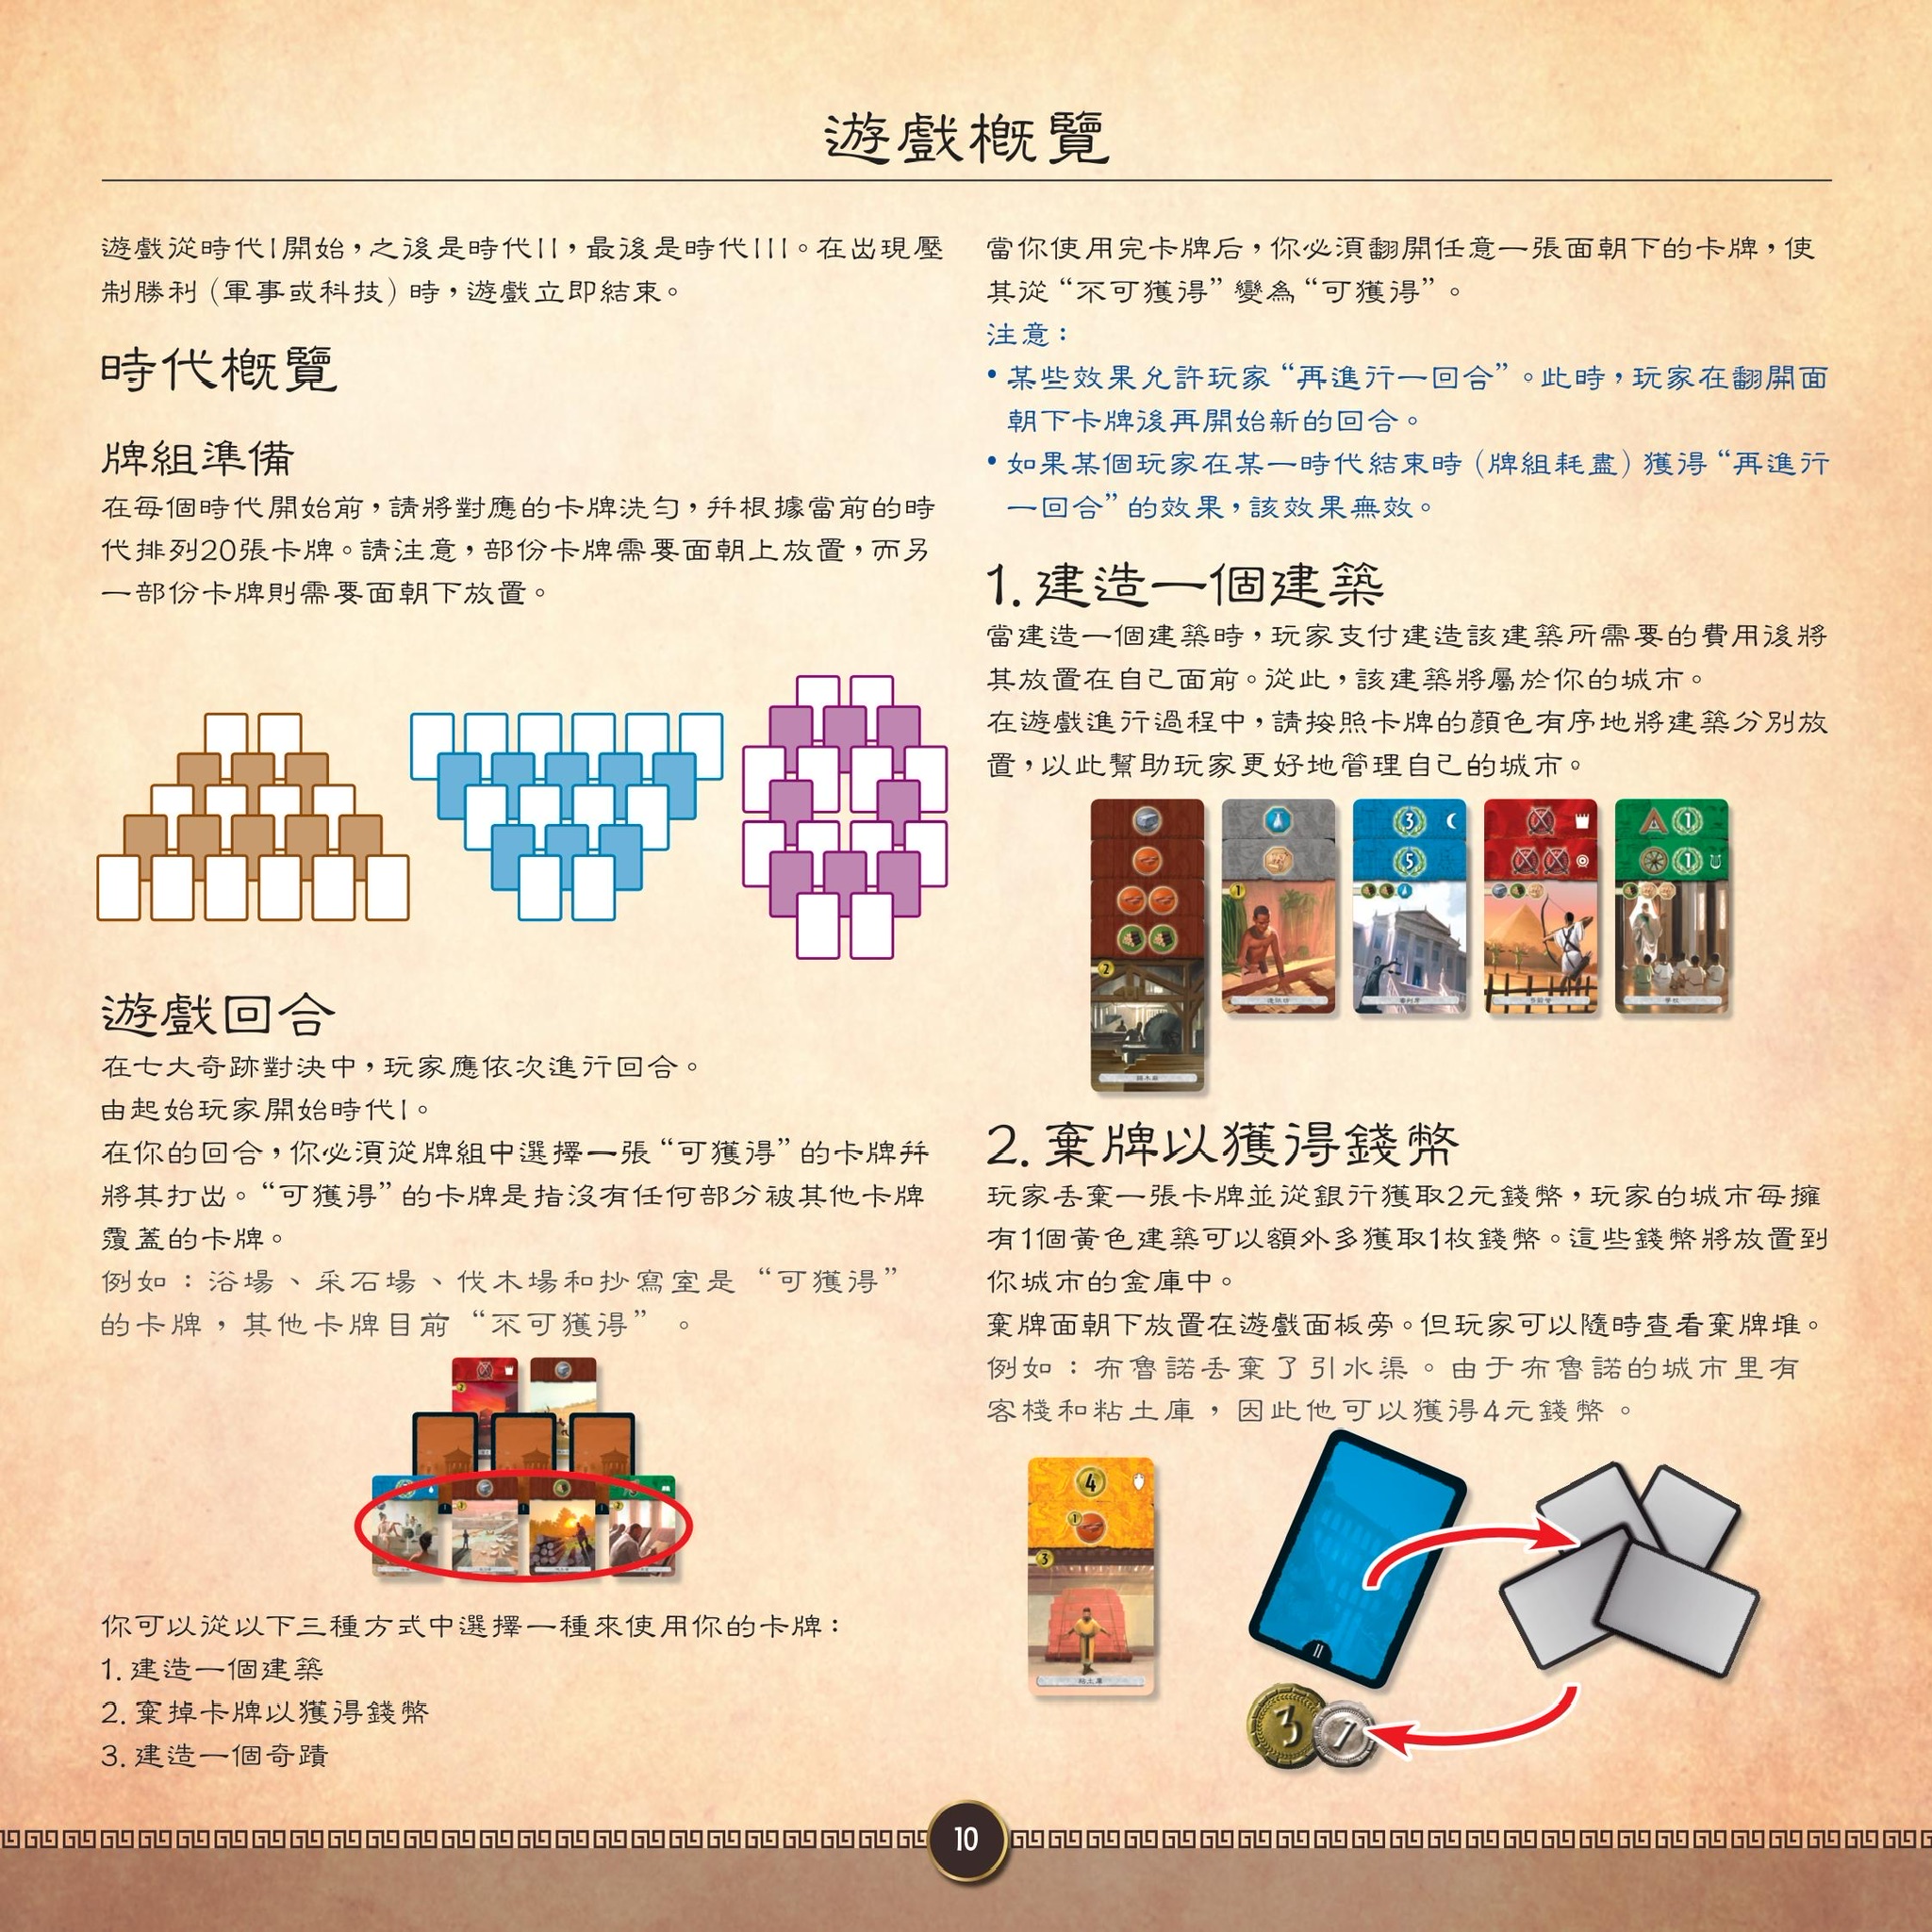 遊戲概覽
遊戲從時代I開始，之後是時代II，最後是時代III。在出現壓
制勝利（軍事或科技）時，遊戲立即結束。
時代概覽
牌組準備
在每個時代開始前，請將對應的卡牌洗勻，并根據當前的時
代排列20張卡牌。請注意，部份卡牌需要面朝上放置，而另
一部份卡牌則需要面朝下放置。
遊戲回合
在七大奇跡對決中，玩家應依次進行回合。
由起始玩家開始時代I。
在你的回合，你必須從牌組中選擇一張“可獲得”的卡牌并
將其打出。“可獲得”的卡牌是指沒有任何部分被其他卡牌
覆蓋的卡牌。
例如：浴場、采石場、伐木場和抄寫室是“可獲得”
的卡牌，其他卡牌目前“不可獲得”。
你可以從以下三種方式中選擇一種來使用你的卡牌：
1. 建造一個建築
2. 棄掉卡牌以獲得錢幣
3. 建造一個奇蹟
當你使用完卡牌后，你必須翻開任意一張面朝下的卡牌，使
其從“不可獲得”變為“可獲得”。
注意：
• 某些效果允許玩家“再進行一回合”。此時，玩家在翻開面
朝下卡牌後再開始新的回合。
• 如果某個玩家在某一時代結束時（牌組耗盡）獲得“再進行
一回合”的效果，該效果無效。
1. 建造一個建築
當建造一個建築時，玩家支付建造該建築所需要的費用後將
其放置在自己面前。從此，該建築將屬於你的城市。
在遊戲進行過程中，請按照卡牌的顏色有序地將建築分別放
置，以此幫助玩家更好地管理自己的城市。
3
5
1
1
1
2
2. 棄牌以獲得錢幣
玩家丟棄一張卡牌並從銀行獲取2元錢幣，玩家的城市每擁
有1個黃色建築可以額外多獲取1枚錢幣。這些錢幣將放置到
你城市的金庫中。
棄牌面朝下放置在遊戲面板旁。但玩家可以隨時查看棄牌堆。
例如：布魯諾丟棄了引水渠。由于布魯諾的城市里有
客棧和粘土庫，因此他可以獲得4元錢幣。
4
1
3
粘土庫
II
3
1
10